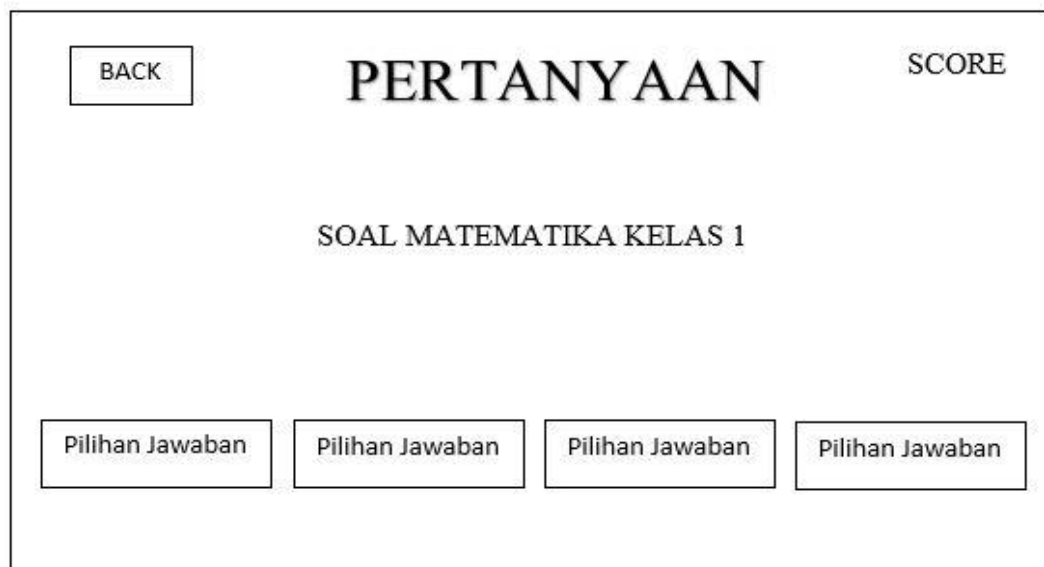 BACK
PERTANYAAN
SCORE
SOAL MATEMATIKA KELAS 1
Pilihan Jawaban
Pilihan Jawaban
Pilihan Jawaban
Pilihan Jawaban